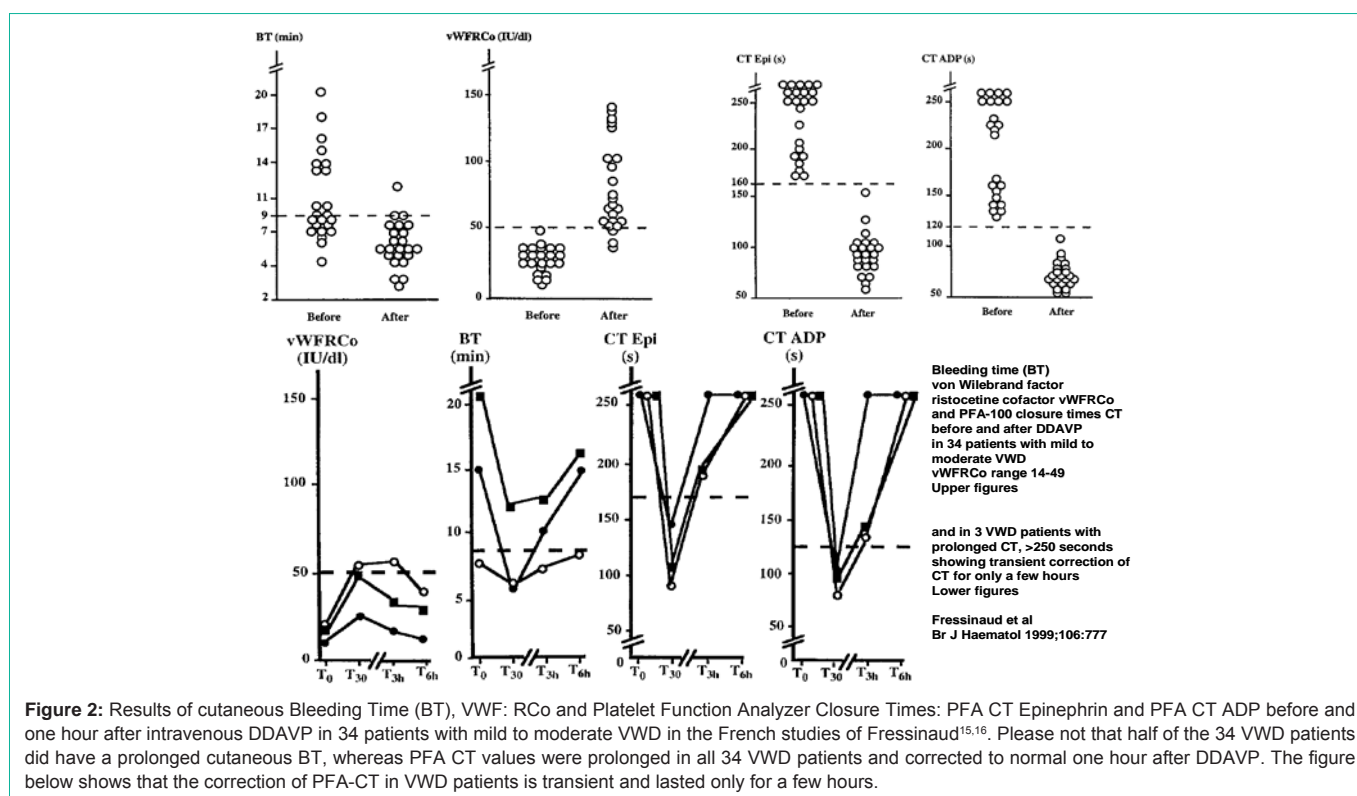 BT (min)
20
17
14
11
9
7
4
2
Before After
vWFRCo (IU/dl)
150
100
50
0
Before After
CT Epi (s)
250
200
160
150
100
50
Before After
CT ADP (s)
250
200
150
120
100
50
Before After
vWFRCo
(IU/dl)
150
100
50
0
T0 T30 T3h T6h
BT
(min)
20
15
10
5
0
T0 T30 T3h T6h
CT Epi
(s)
250
200
150
100
50
0
T0 T30 T3h T6h
CT ADP
(s)
250
200
150
100
50
0
T0 T30 T3h T6h
Bleeding time (BT)
von Wilebrand factor
ristocetine cofactor vWFRCo
and PFA-100 closure times CT
before and after DDAVP
in 34 patients with mild to
moderate VWD
vWFRCo range 14-49
Upper figures
and in 3 VWD patients with
prolonged CT, >250 seconds
showing transient correction of
CT for only a few hours
Lower figures
Fressinaud et al
Br J Haematol 1999;106:777
Figure 2: Results of cutaneous Bleeding Time (BT), VWF: RCo and Platelet Function Analyzer Closure Times: PFA CT Epinephrin and PFA CT ADP before and
one hour after intravenous DDAVP in 34 patients with mild to moderate VWD in the French studies of Fressinaud15,16. Please not that half of the 34 VWD patients
did have a prolonged cutaneous BT, whereas PFA CT values were prolonged in all 34 VWD patients and corrected to normal one hour after DDAVP. The figure
below shows that the correction of PFA-CT in VWD patients is transient and lasted only for a few hours.